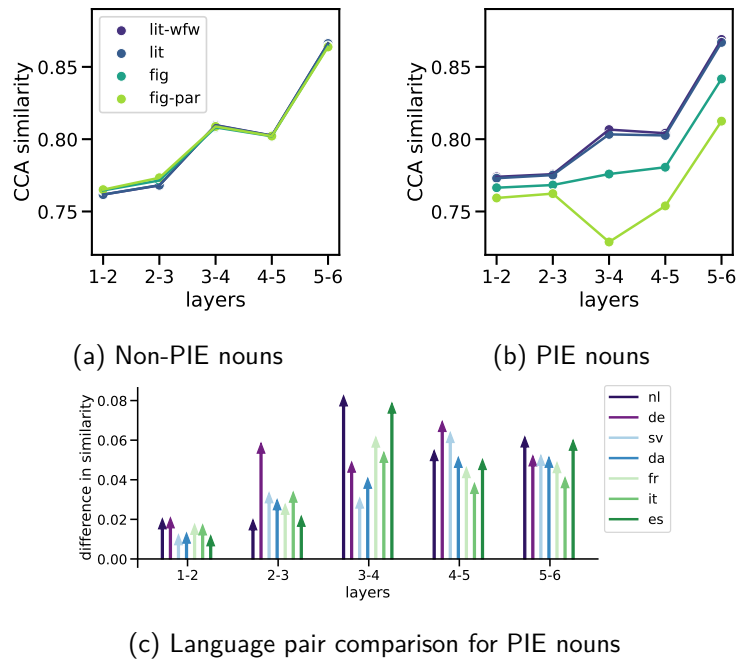 CCA similarity
0.85
0.80
0.75
lit-wfw
lit
fig
fig-par
1-2 2-3 3-4 4-5 5-6
layers
(a) Non-PIE nouns
CCA similarity
0.85
0.80
0.75
1-2 2-3 3-4 4-5 5-6
layers
(b) PIE nouns
difference in similarity
0.08
0.06
0.04
0.02
0.00
1-2 2-3 3-4 4-5 5-6
layers
nl
de
sv
da
fr
it
es
(c) Language pair comparison for PIE nouns